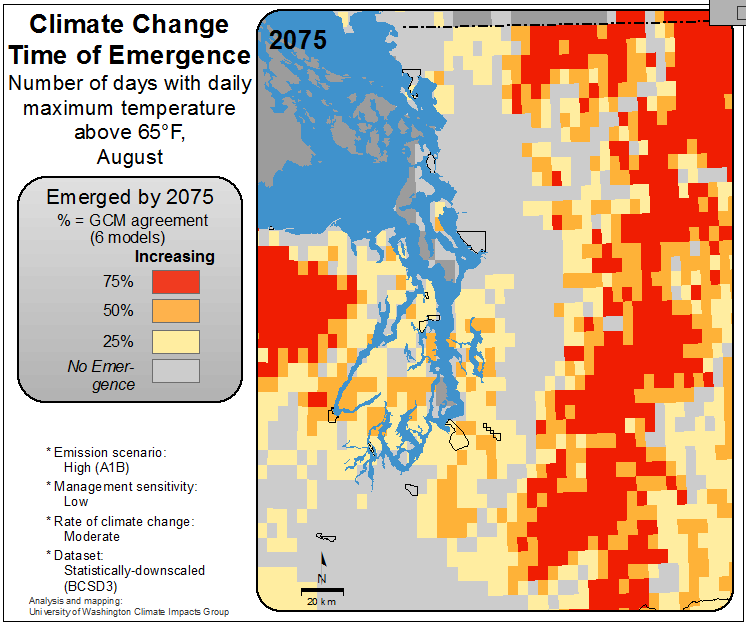 Climate Change
Time of Emergence
Number of days with daily
maximum temperature
above 65°F,
August
Emerged by 2075
% = GCM agreement
(6 models)
Increasing
75%
50%
25%
No Emer-
gence
* Emission scenario:
High (A1B)
* Management sensitivity:
Low
* Rate of climate change:
Moderate
* Dataset:
Statistically-downscaled
(BCSD3)
Analysis and mapping:
University of Washington Climate Impacts Group
2075
N
20 km